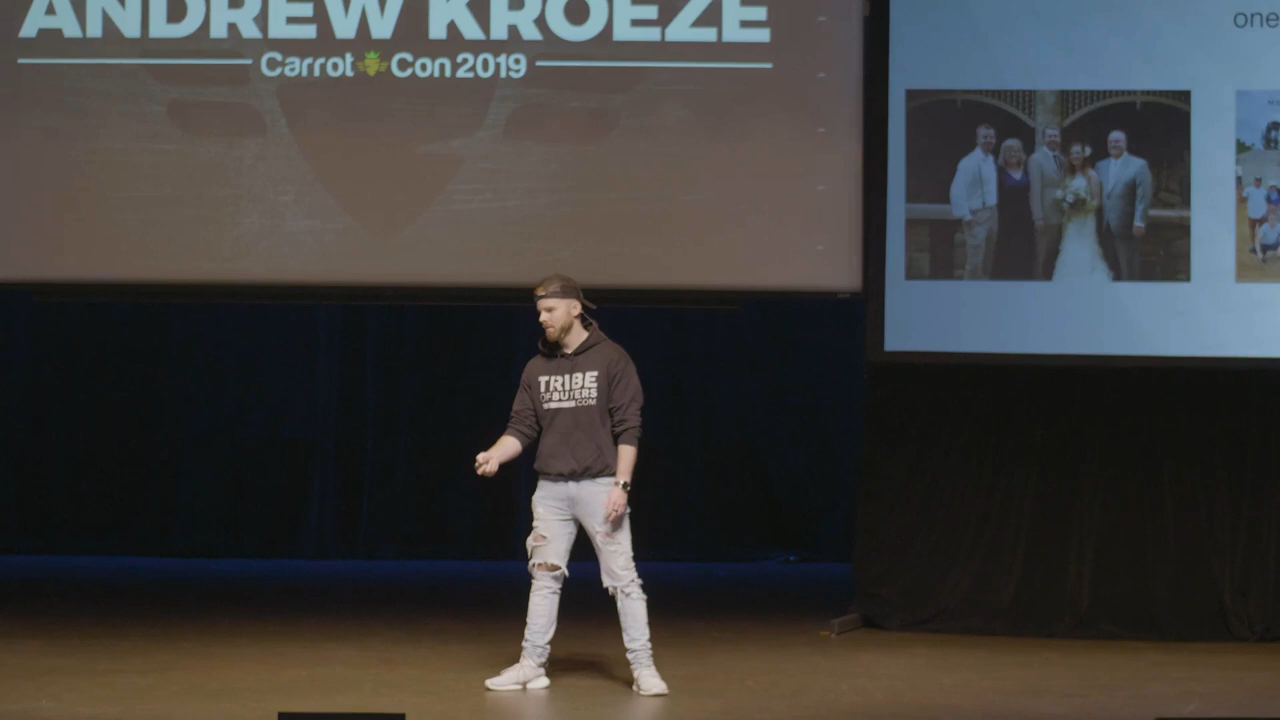 ANDREW KROEZE
Carrot Con 2019
one
TRIBE
OF BUYERS
.COM